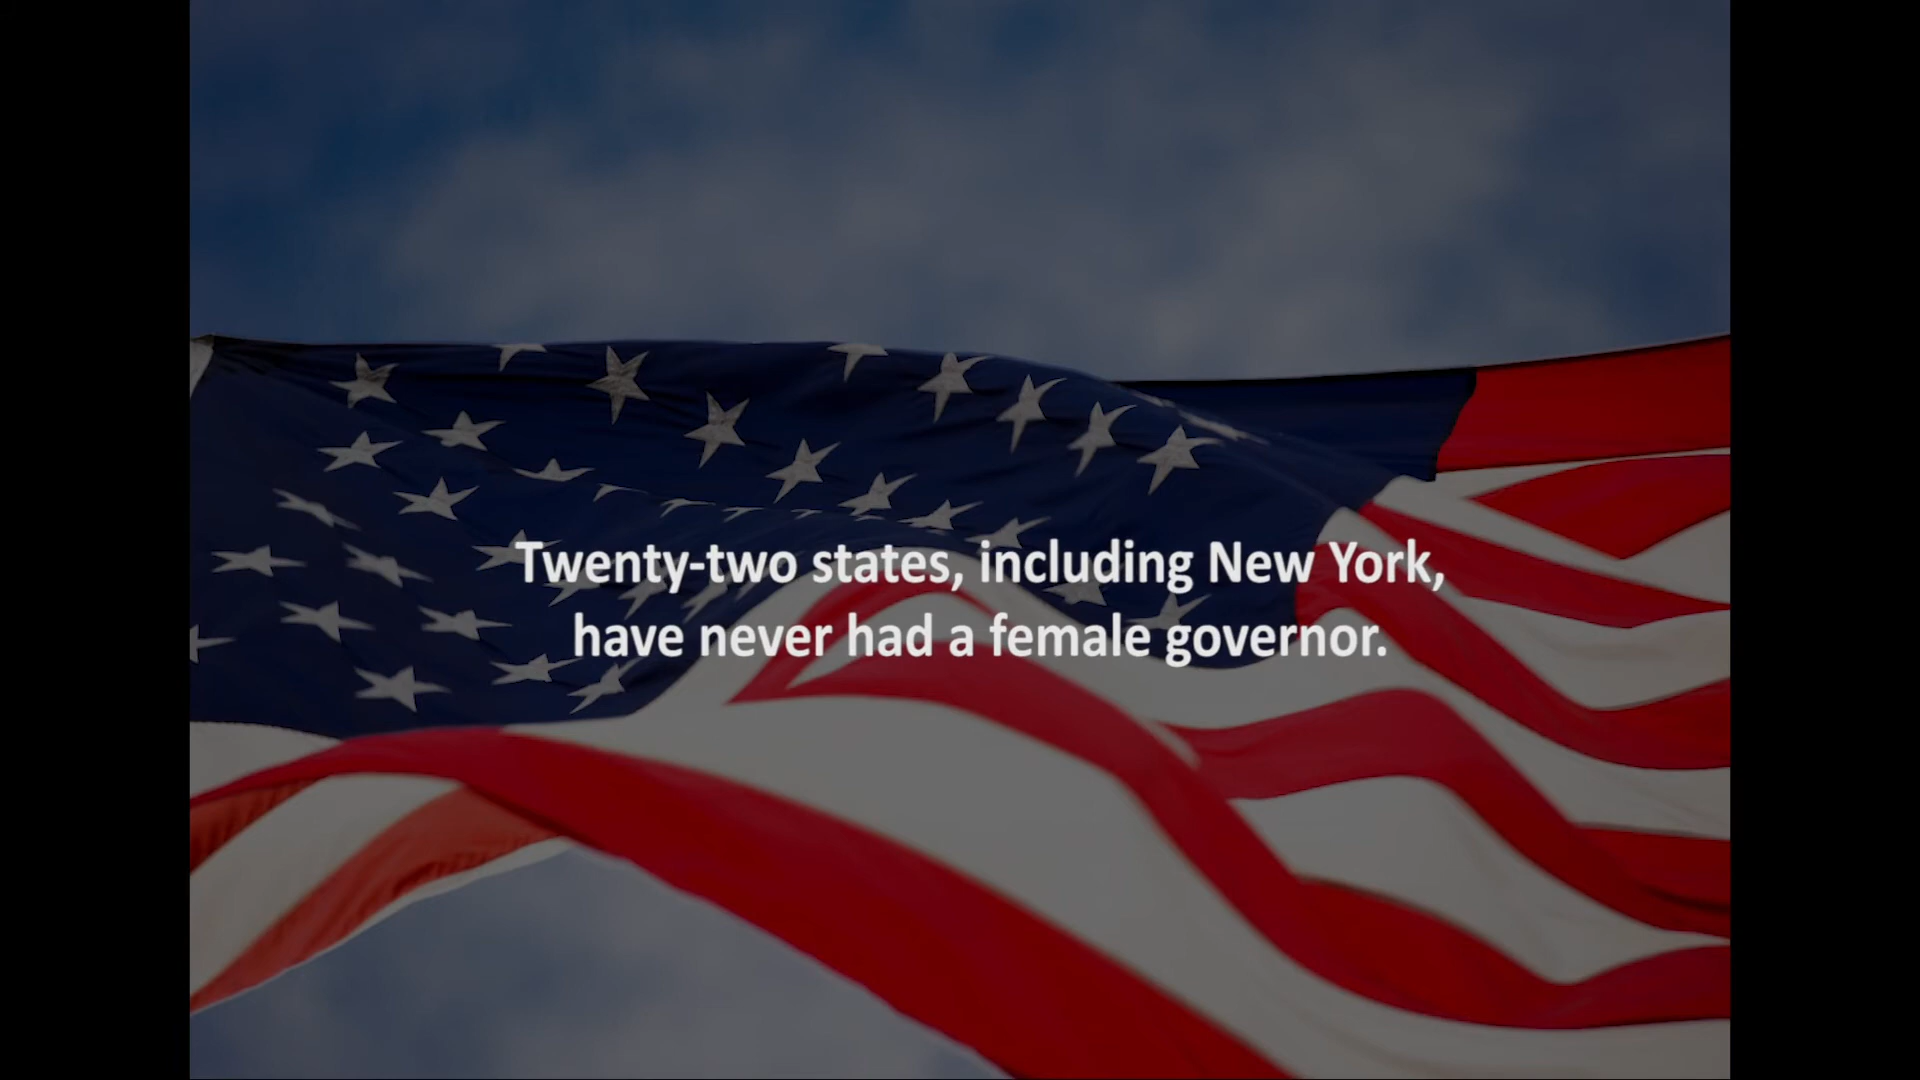 Twenty-two states, including New York,
have never had a female governor.